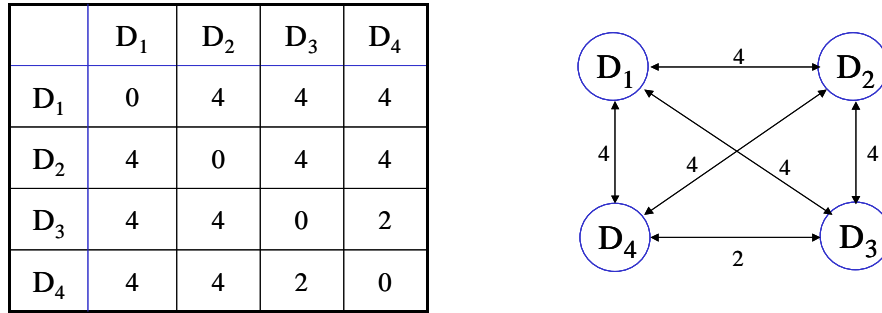 D₁ D₂ D₃ D₄
D₁ 0 4 4 4
D₂ 4 0 4 4
D₃ 4 4 0 2
D₄ 4 4 2 0
D₁ 4 D₂
4 4 4 4
D₄ 2 D₃